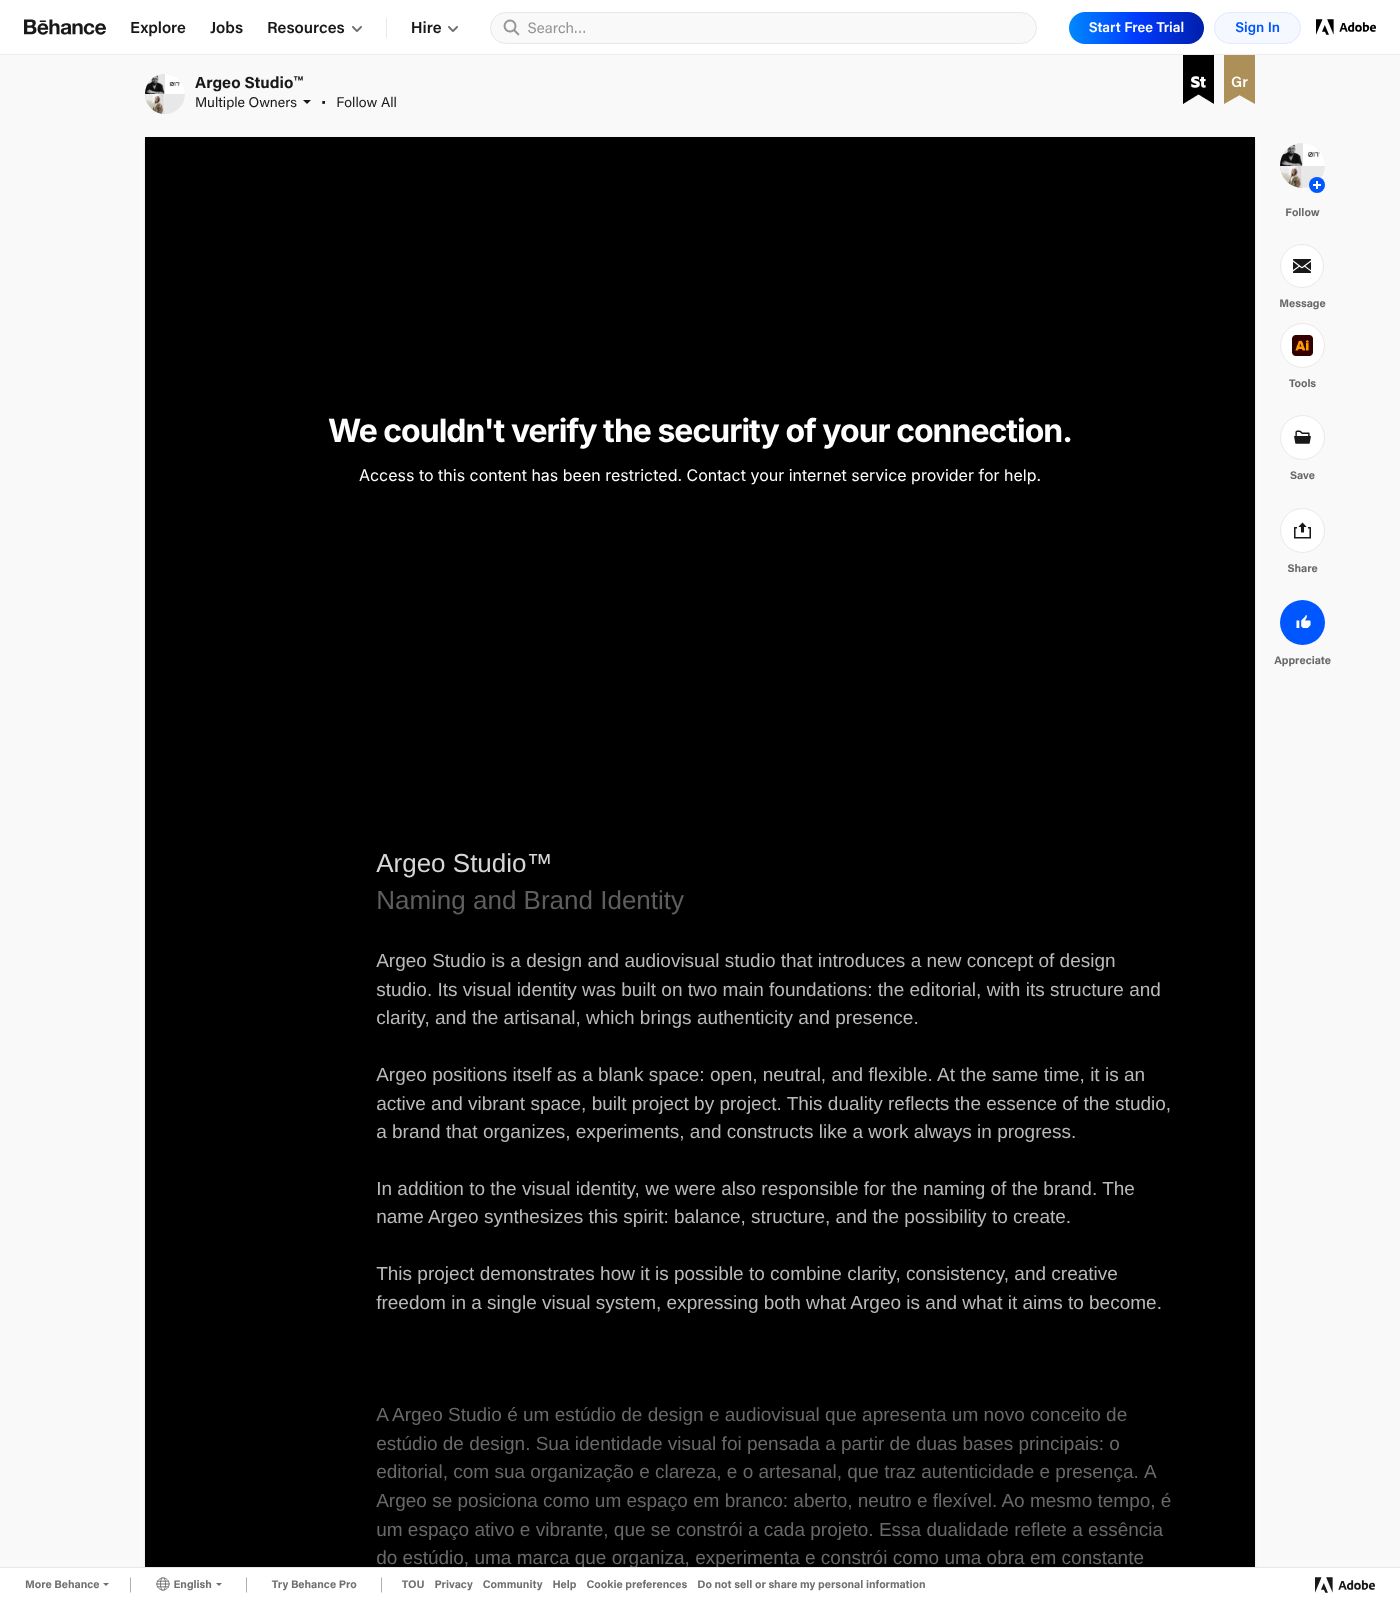 Bēhance
Explore
Jobs
Resources
Hire
Search...
Start Free Trial
Sign In
Adobe
Argeo Studio™
Multiple Owners • Follow All
St
Gr
Follow
Message
Ai
Tools
Save
Share
Appreciate
We couldn't verify the security of your connection.
Access to this content has been restricted. Contact your internet service provider for help.
Argeo Studio™
Naming and Brand Identity
Argeo Studio is a design and audiovisual studio that introduces a new concept of design
studio. Its visual identity was built on two main foundations: the editorial, with its structure and
clarity, and the artisanal, which brings authenticity and presence.
Argeo positions itself as a blank space: open, neutral, and flexible. At the same time, it is an
active and vibrant space, built project by project. This duality reflects the essence of the studio,
a brand that organizes, experiments, and constructs like a work always in progress.
In addition to the visual identity, we were also responsible for the naming of the brand. The
name Argeo synthesizes this spirit: balance, structure, and the possibility to create.
This project demonstrates how it is possible to combine clarity, consistency, and creative
freedom in a single visual system, expressing both what Argeo is and what it aims to become.
A Argeo Studio é um estúdio de design e audiovisual que apresenta um novo conceito de
estúdio de design. Sua identidade visual foi pensada a partir de duas bases principais: o
editorial, com sua organização e clareza, e o artesanal, que traz autenticidade e presença. A
Argeo se posiciona como um espaço em branco: aberto, neutro e flexível. Ao mesmo tempo, é
um espaço ativo e vibrante, que se constrói a cada projeto. Essa dualidade reflete a essência
do estúdio, uma marca que organiza, experimenta e constrói como uma obra em constante
More Behance
English
Try Behance Pro
TOU
Privacy
Community
Help
Cookie preferences
Do not sell or share my personal information
Adobe